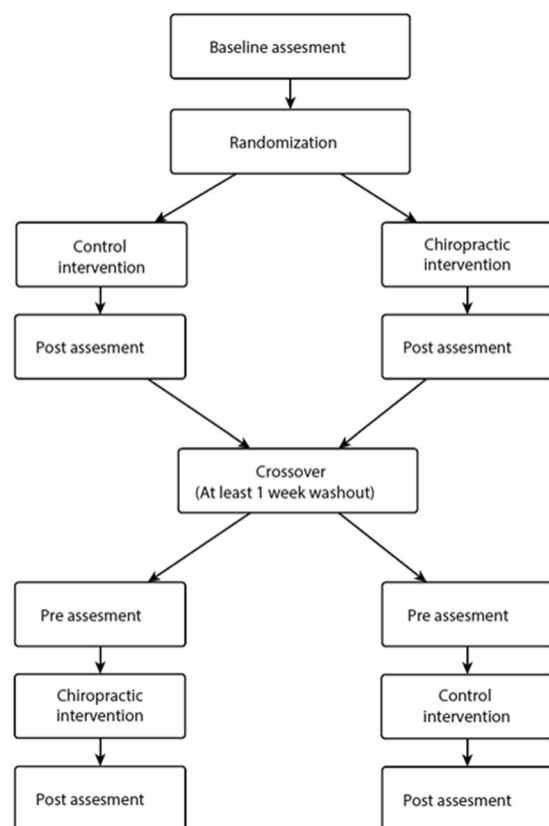 Baseline assesment
Randomization
Control
intervention
Chiropractic
intervention
Post assesment
Post assesment
Crossover
(At least 1 week washout)
Pre assesment
Pre assesment
Chiropractic
intervention
Control
intervention
Post assesment
Post assesment